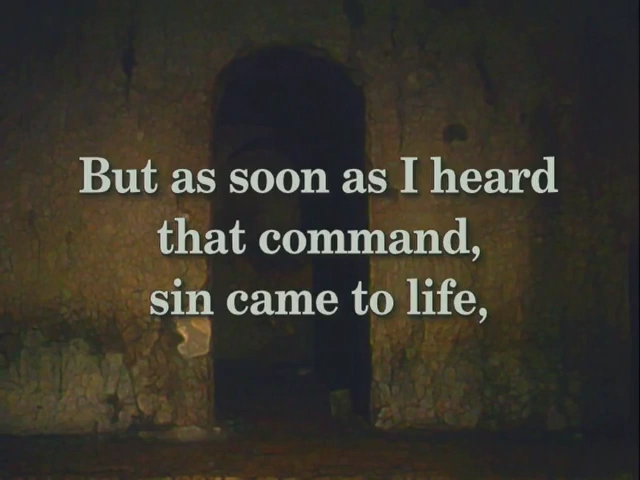 But as soon as I heard
that command,
sin came to life,